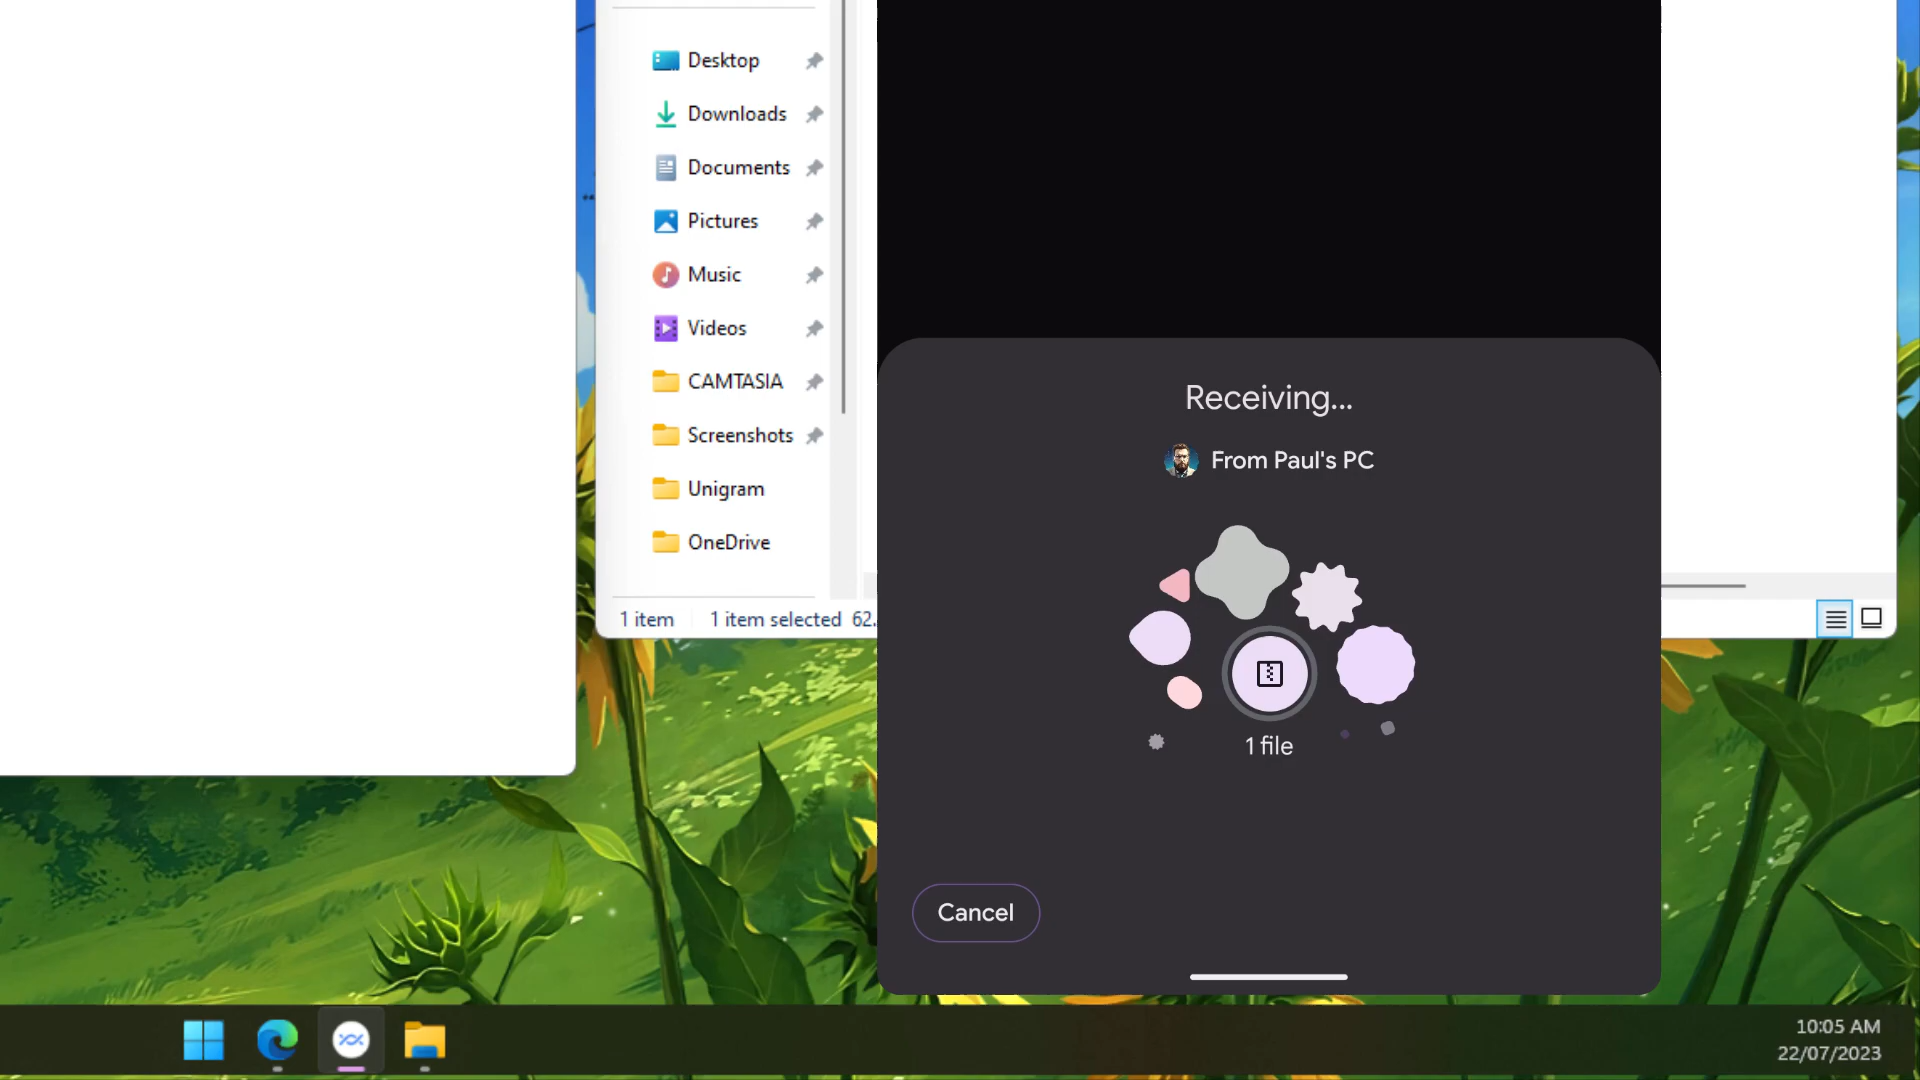 Desktop
Downloads
Documents
Pictures
Music
Videos
CAMTASIA
Screenshots
Unigram
OneDrive
1 item 1 item selected 62.
Receiving...
From Paul's PC
1 file
Cancel
10:05 AM
22/07/2023